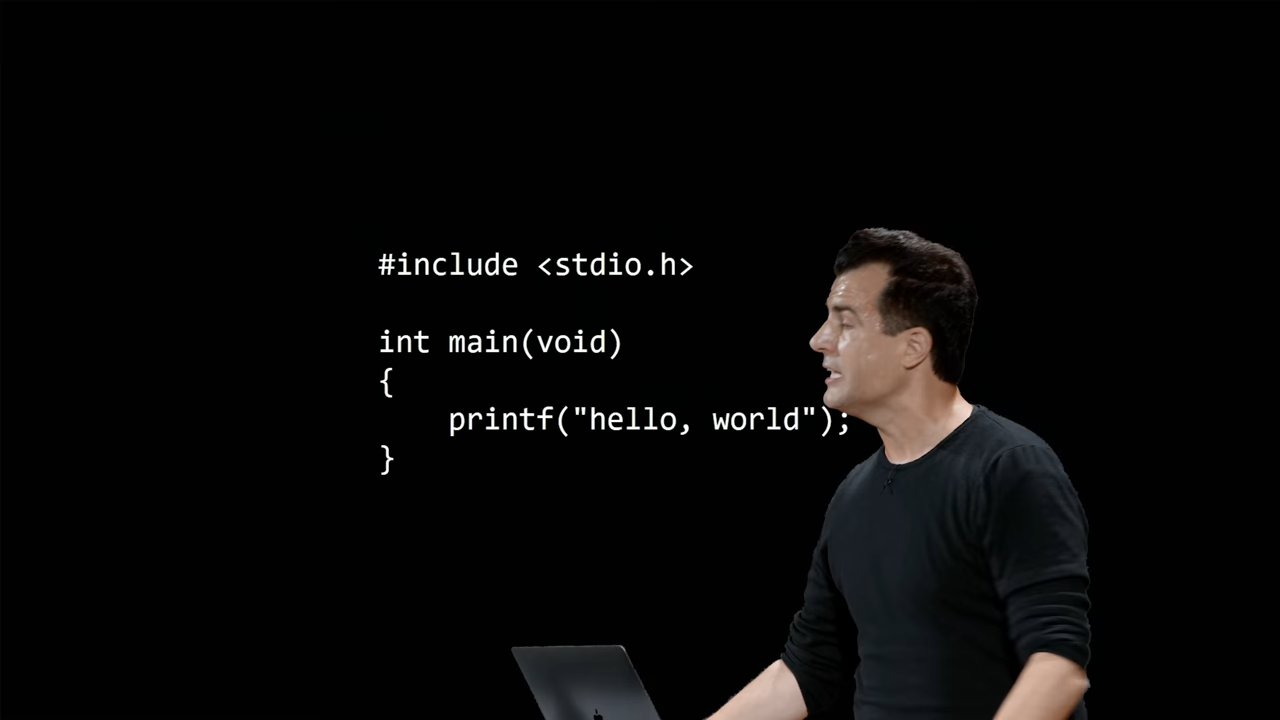 #include <stdio.h>
int main(void)
{
    printf("hello, world");
}